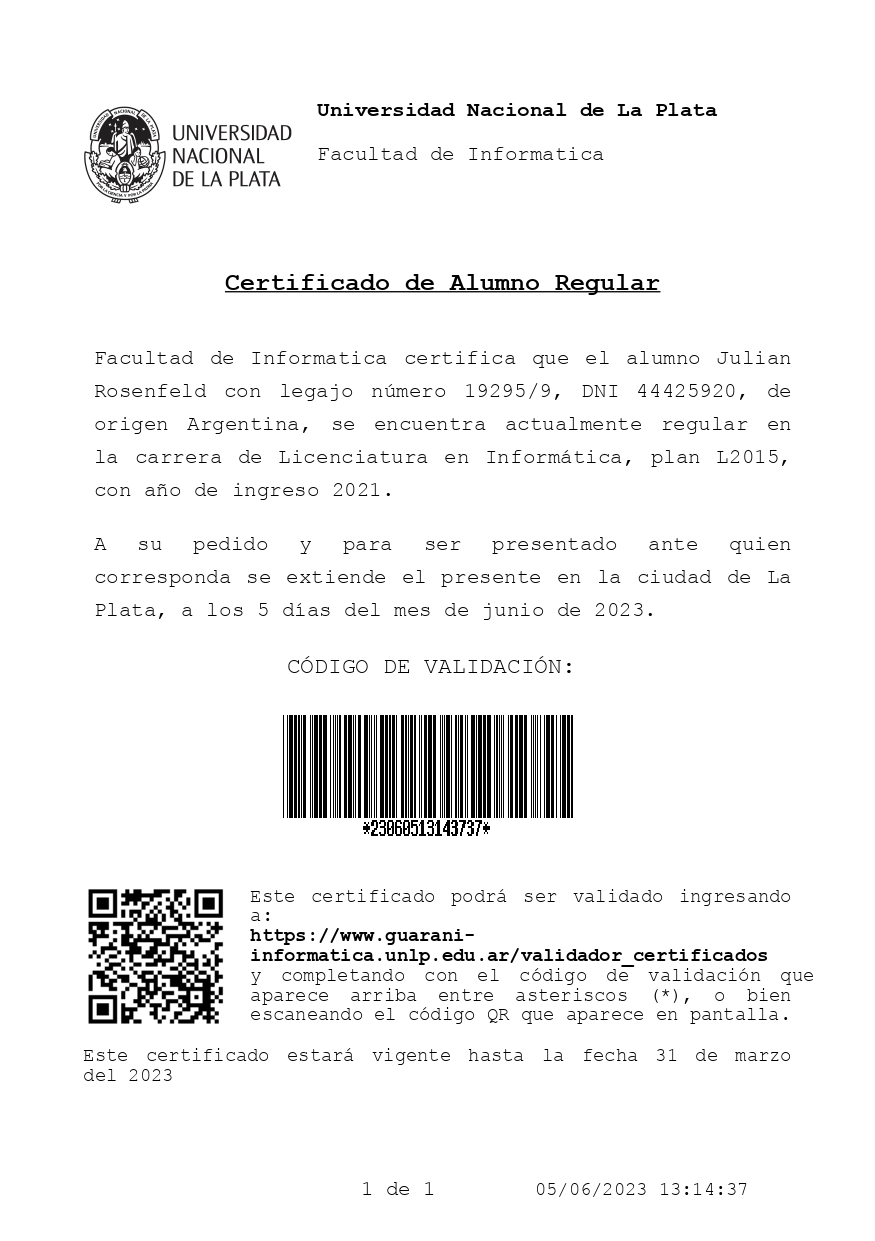 UNIVERSIDAD
NACIONAL
DE LA PLATA
Universidad Nacional de La Plata
Facultad de Informatica
Certificado de Alumno Regular
Facultad de Informatica certifica que el alumno Julian
Rosenfeld con legajo número 19295/9, DNI 44425920, de
origen Argentina, se encuentra actualmente regular en
la carrera de Licenciatura en Informática, plan L2015,
con año de ingreso 2021.
A su pedido y para ser presentado ante quien
corresponda se extiende el presente en la ciudad de La
Plata, a los 5 días del mes de junio de 2023.
CÓDIGO DE VALIDACIÓN:
*23060513143737*
Este certificado podrá ser validado ingresando
a:
https://www.guarani-
informatica.unlp.edu.ar/validador_certificados
y completando con el código de validación que
aparece arriba entre asteriscos (*), o bien
escaneando el código QR que aparece en pantalla.
Este certificado estará vigente hasta la fecha 31 de marzo
del 2023
1 de 1
05/06/2023 13:14:37